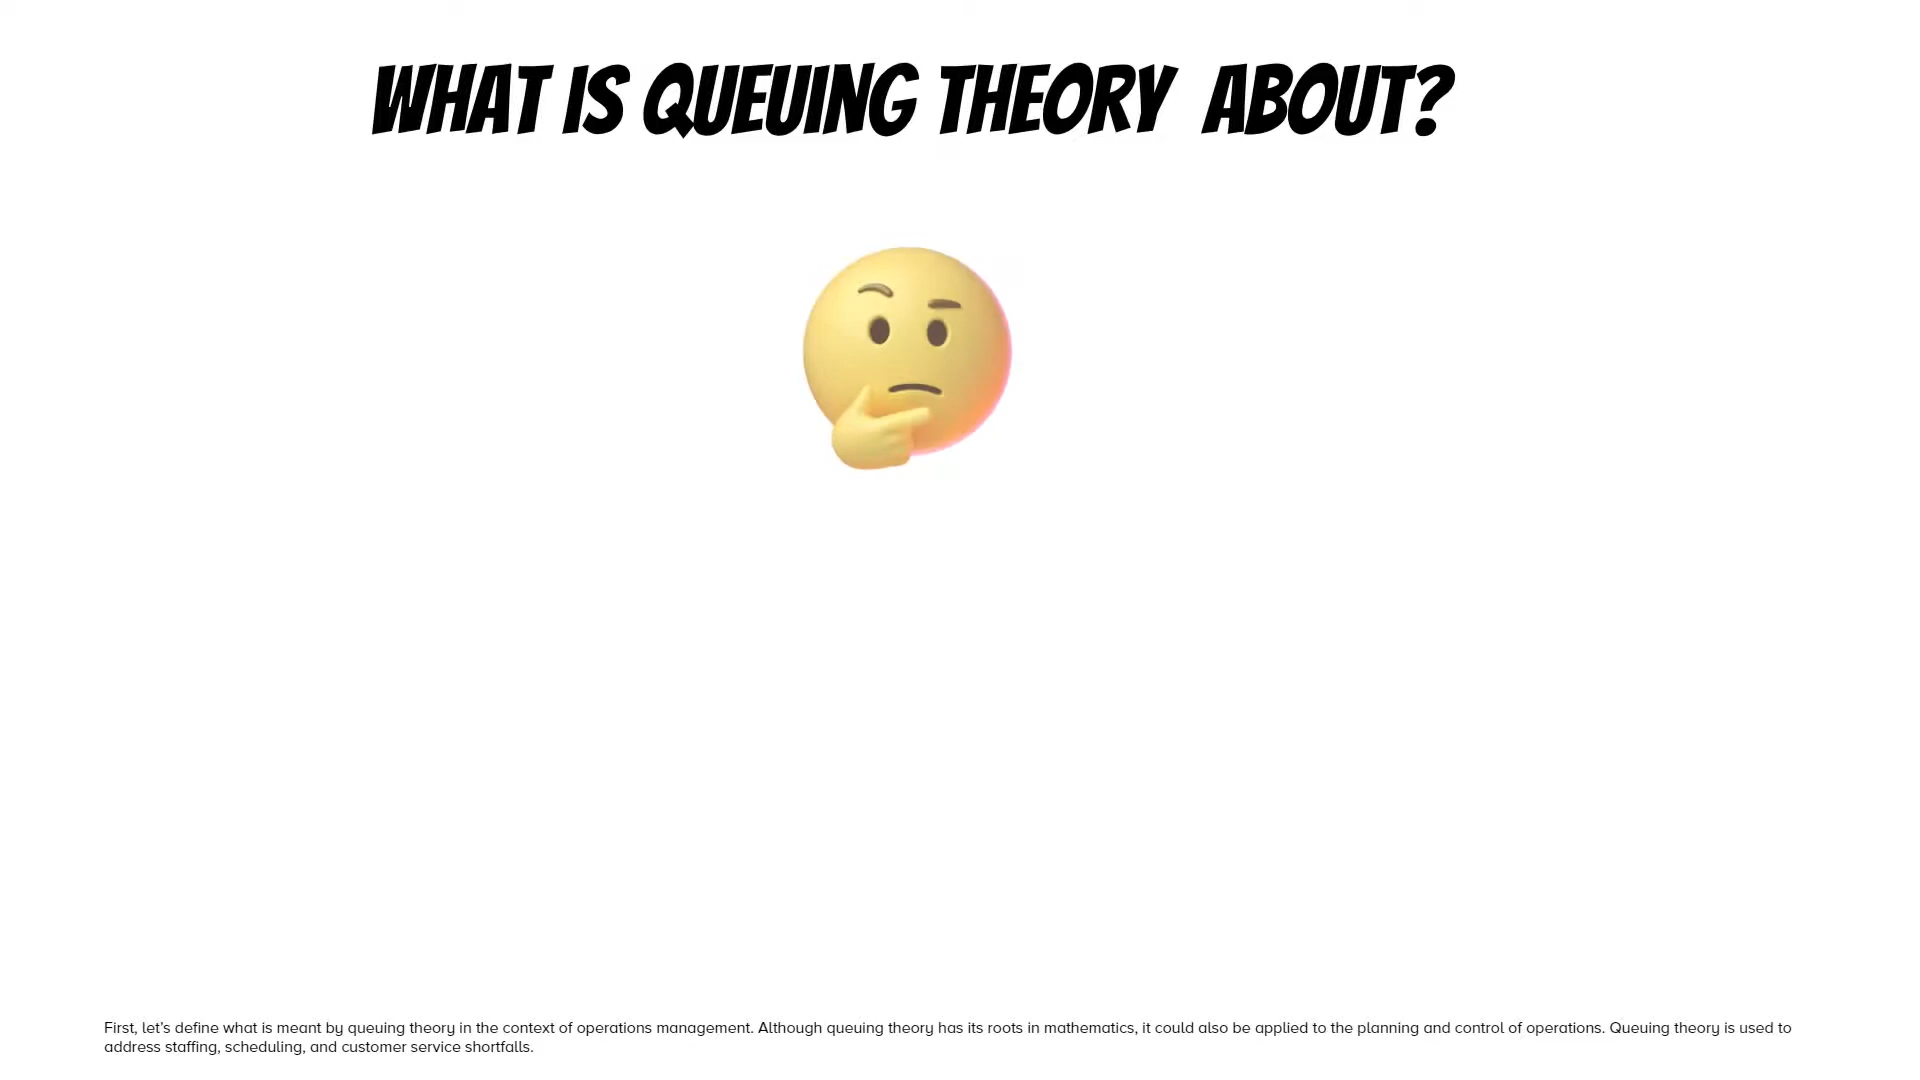 WHAT IS QUEUING THEORY ABOUT?
First, let's define what is meant by queuing theory in the context of operations management. Although queuing theory has its roots in mathematics, it could also be applied to the planning and control of operations. Queuing theory is used to
address staffing, scheduling, and customer service shortfalls.